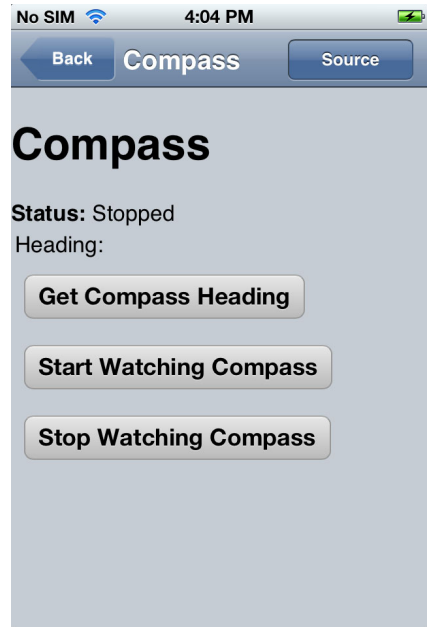 No SIM 4:04 PM
Back Compass Source
Compass
Status: Stopped
Heading:
Get Compass Heading
Start Watching Compass
Stop Watching Compass